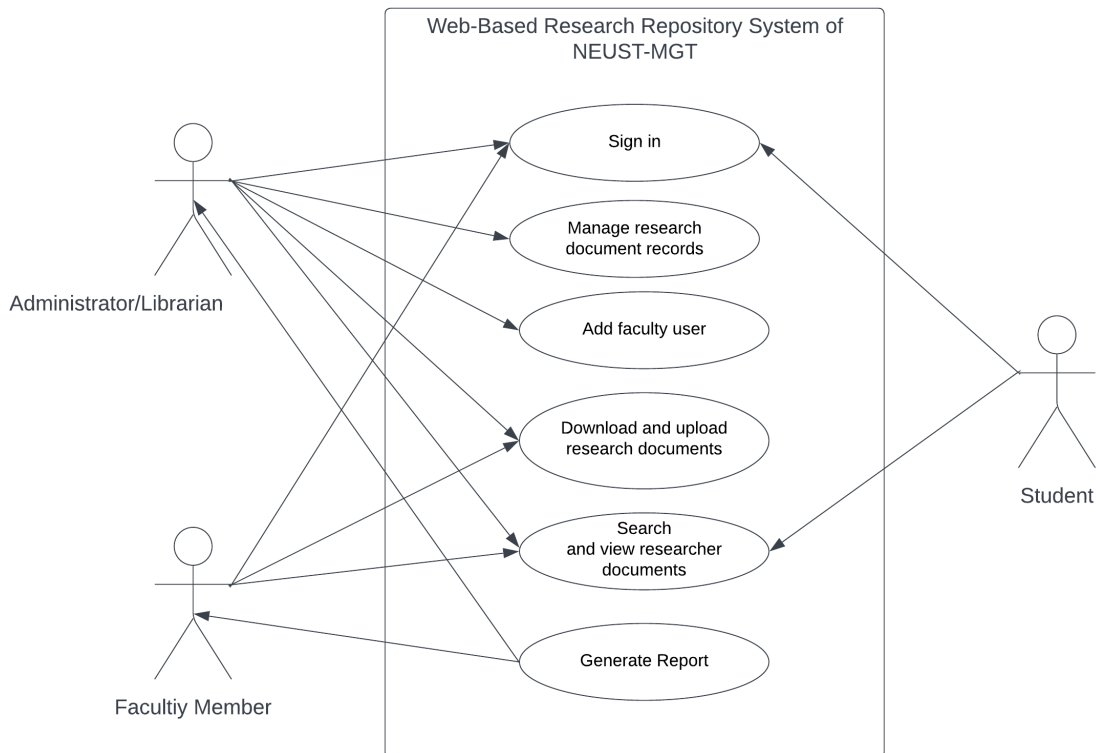 Web-Based Research Repository System of
NEUST-MGT
Sign in
Manage research
document records
Add faculty user
Administrator/Librarian
Download and upload
research documents
Student
Search
and view researcher
documents
Generate Report
Facultiy Member